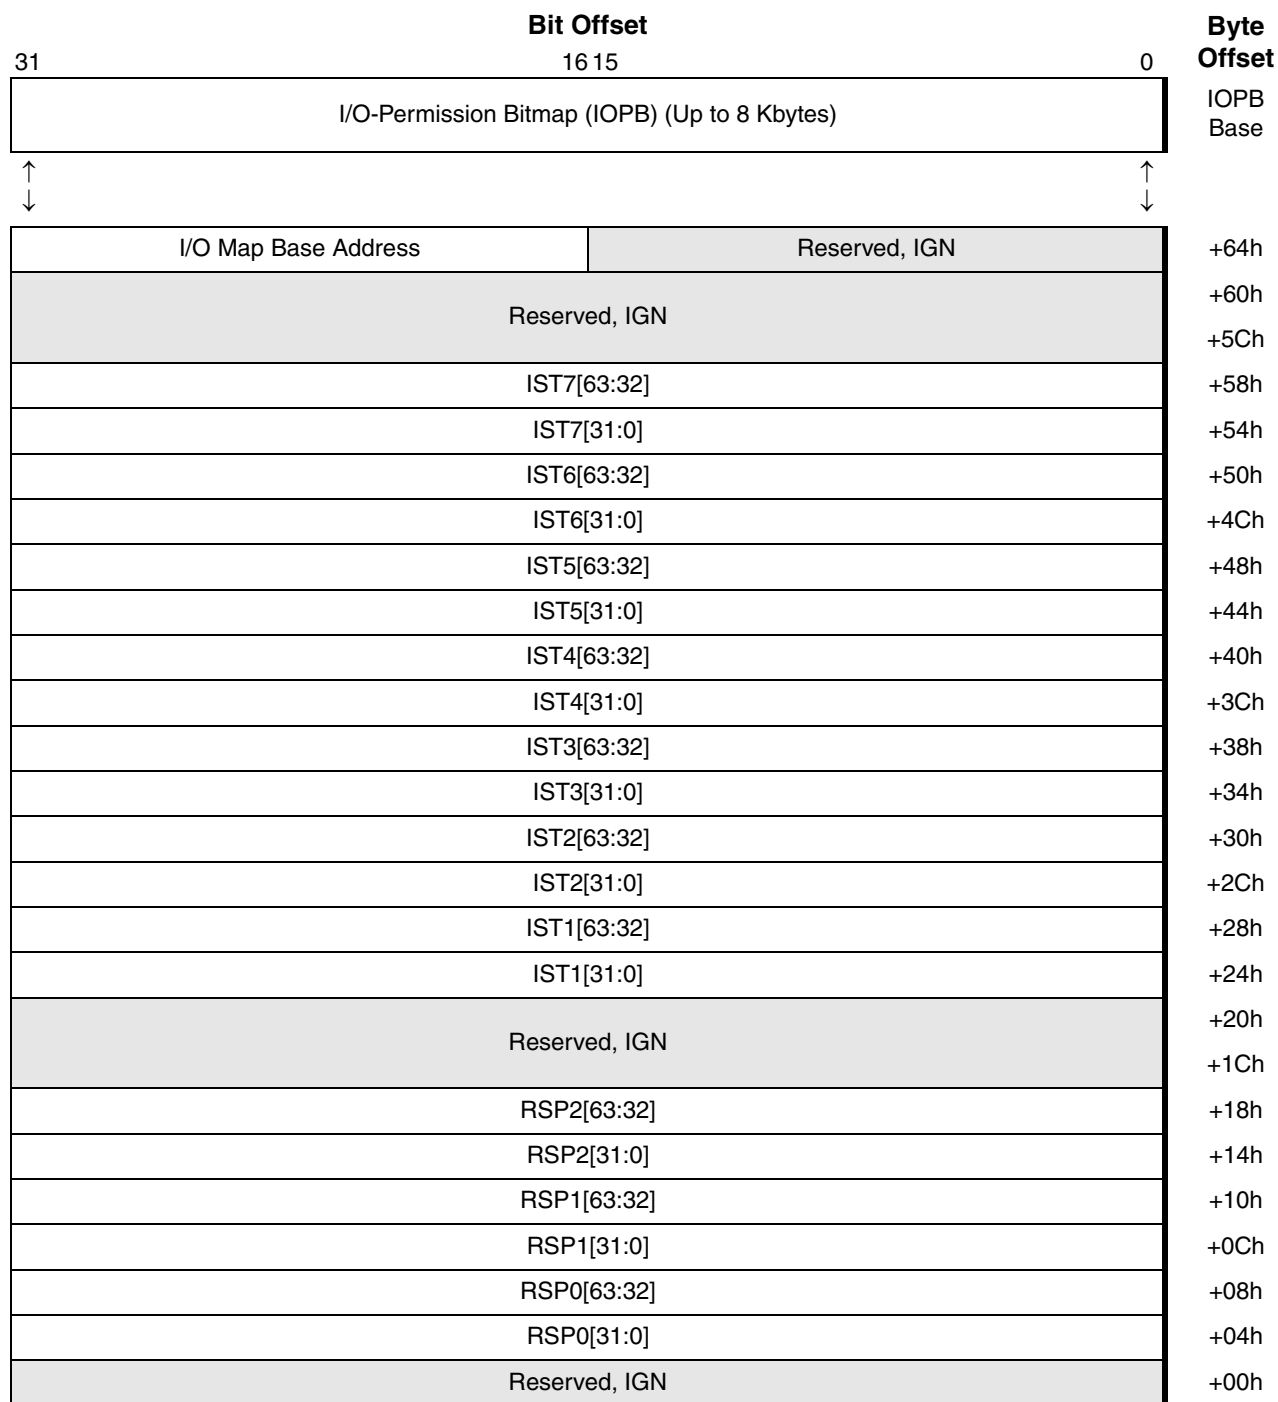 Bit Offset Byte
31 16 15 0 Offset
I/O-Permission Bitmap (IOPB) (Up to 8 Kbytes) IOPB
Base
↑ ↑
↓ ↓
I/O Map Base Address Reserved, IGN +64h
+60h
Reserved, IGN
+5Ch
IST7[63:32] +58h
IST7[31:0] +54h
IST6[63:32] +50h
IST6[31:0] +4Ch
IST5[63:32] +48h
IST5[31:0] +44h
IST4[63:32] +40h
IST4[31:0] +3Ch
IST3[63:32] +38h
IST3[31:0] +34h
IST2[63:32] +30h
IST2[31:0] +2Ch
IST1[63:32] +28h
IST1[31:0] +24h
+20h
Reserved, IGN
+1Ch
RSP2[63:32] +18h
RSP2[31:0] +14h
RSP1[63:32] +10h
RSP1[31:0] +0Ch
RSP0[63:32] +08h
RSP0[31:0] +04h
Reserved, IGN +00h